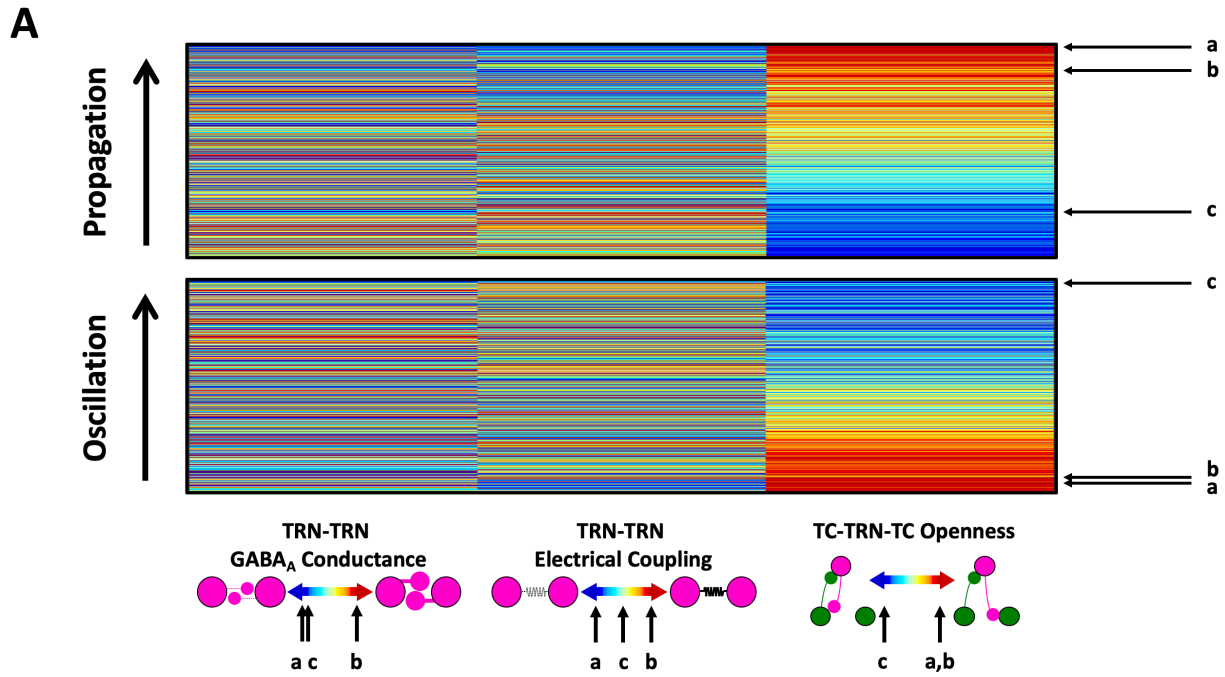 A
Propagation
a
b
c
Oscillation
c
b
a
TRN-TRN
GABAA Conductance
TRN-TRN
Electrical Coupling
TC-TRN-TC Openness
a c b
a c b
c a,b